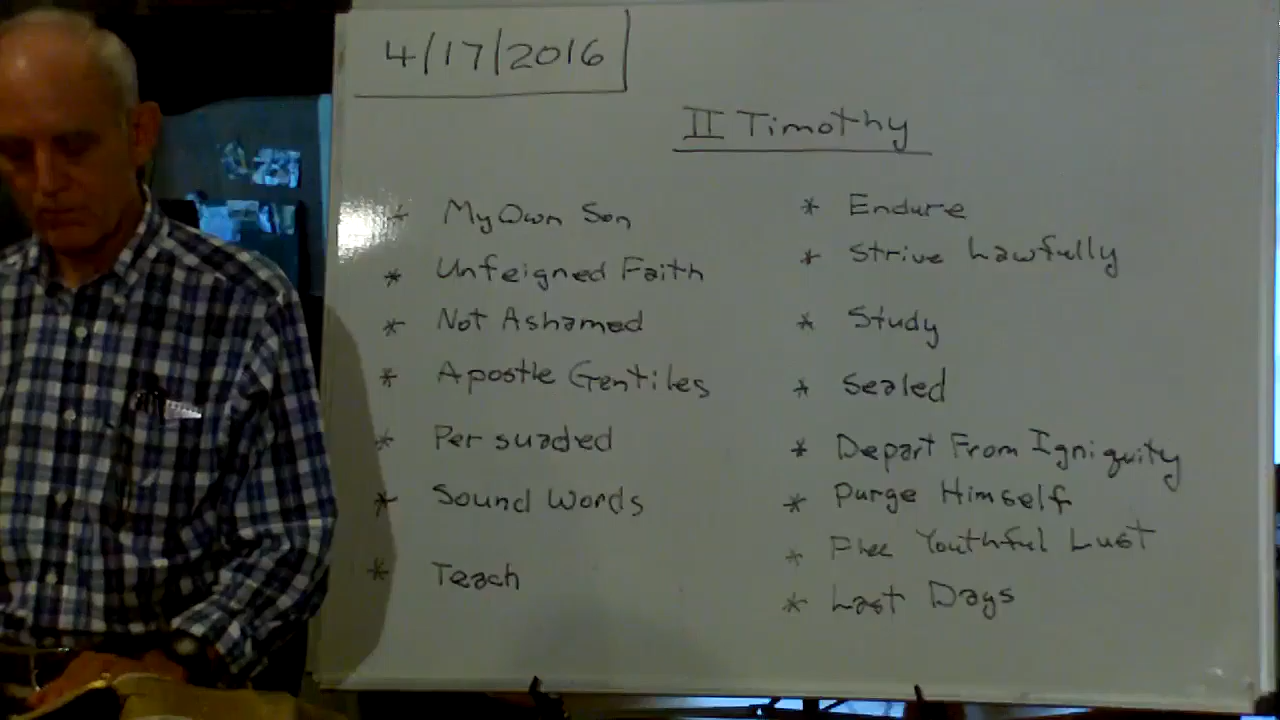 4/17/2016
II Timothy
* My Own Son
* Unfeigned Faith
* Not Ashamed
* Apostle Gentiles
* Persuaded
* Sound Words
* Teach
* Endure
* Strive Lawfully
* Study
* Sealed
* Depart From Igniquity
* Purge Himself
* Flee Youthful Lust
* Last Days